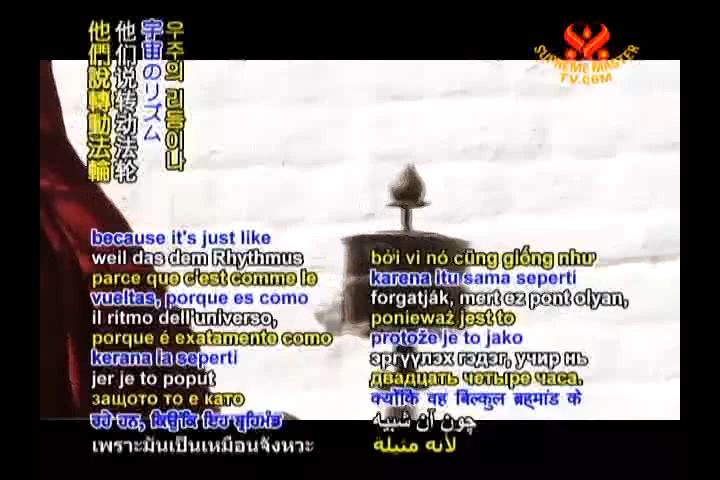 우주의 리듬이나
宇宙のリズム
他们说转动法轮
他們說轉動法輪
SUPREME MASTER
TV.COM
because it's just like
weil das dem Rhythmus
parce que c'est comme le
vueltas, porque es como
il ritmo dell'universo,
porque é exatamente como
kerana ia seperti
jer je to poput
защото то е като
ਰਹੇ ਹਨ, ਕਿਉਂਕਿ ਇਹ ਬ੍ਰਹਿਮੰਡ
เพราะมันเป็นเหมือนจังหวะ
bởi vì nó cũng giống như
karena itu sama seperti
forgatják, mert ez pont olyan,
ponieważ jest to
protože je to jako
эргүүлэх гэдэг, учир нь
двадцать четыре часа.
क्योंकि वह बिल्कुल ब्रह्मांड के
چون آن شبیه
لأنه مثيلة